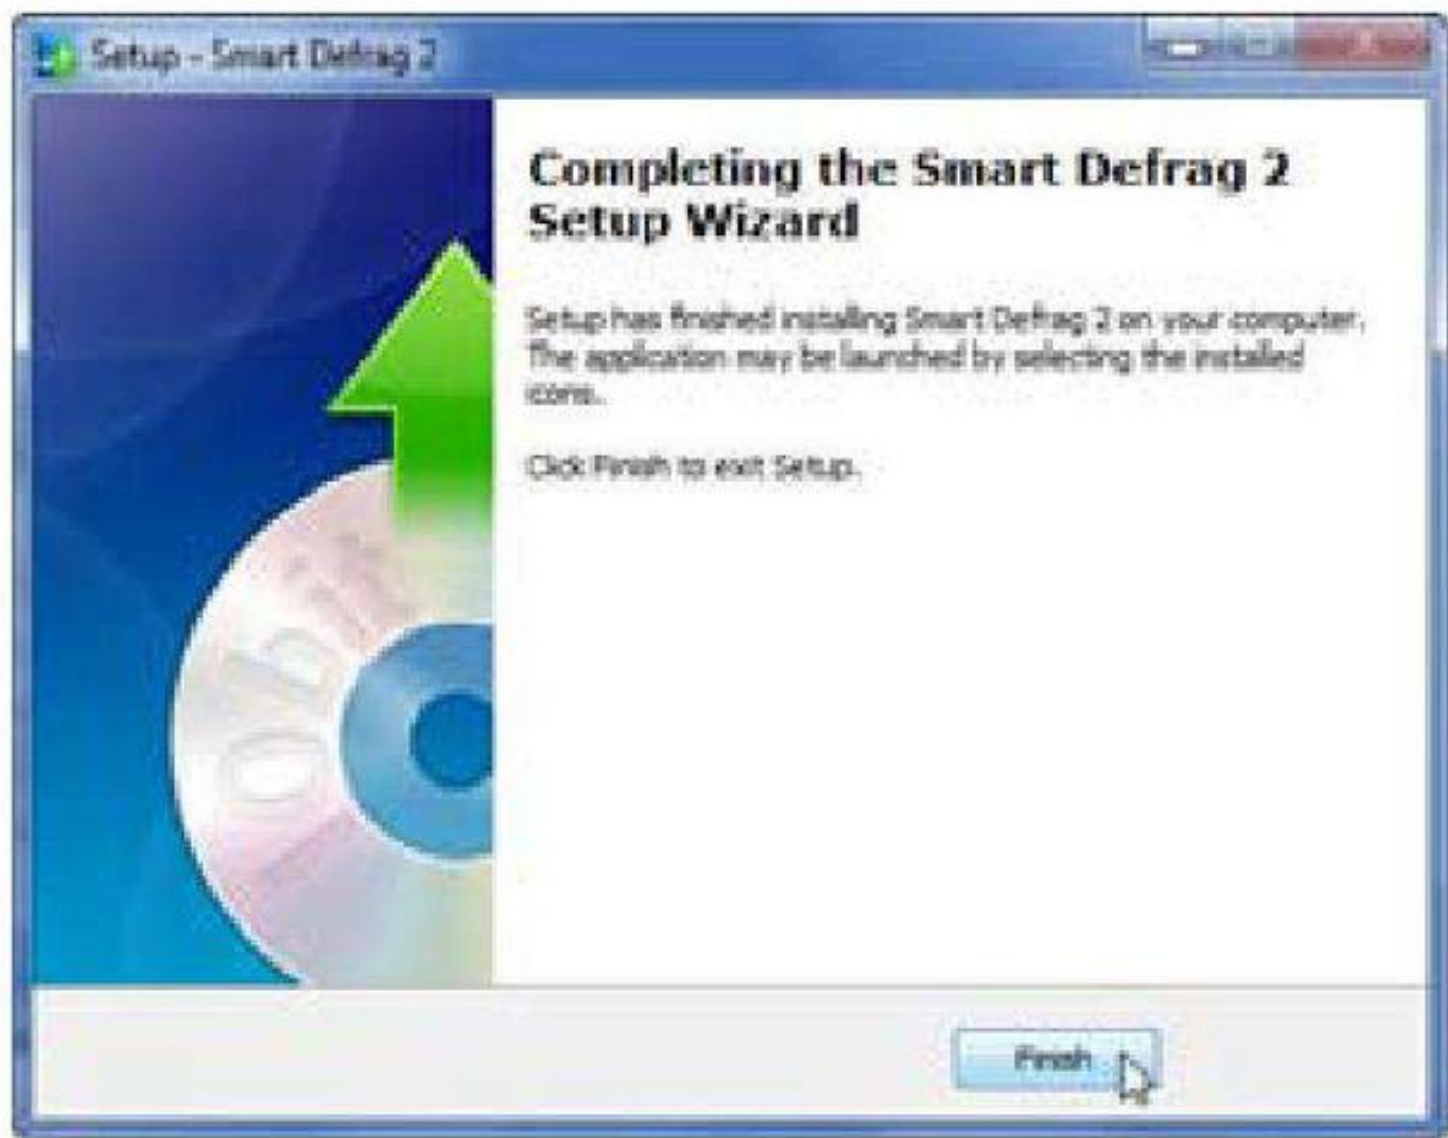 Setup - Smart Defrag 2
Completing the Smart Defrag 2
Setup Wizard
Setup has finished installing Smart Defrag 2 on your computer.
The application may be launched by selecting the installed
icons.
Click Finish to exit Setup.
Finish